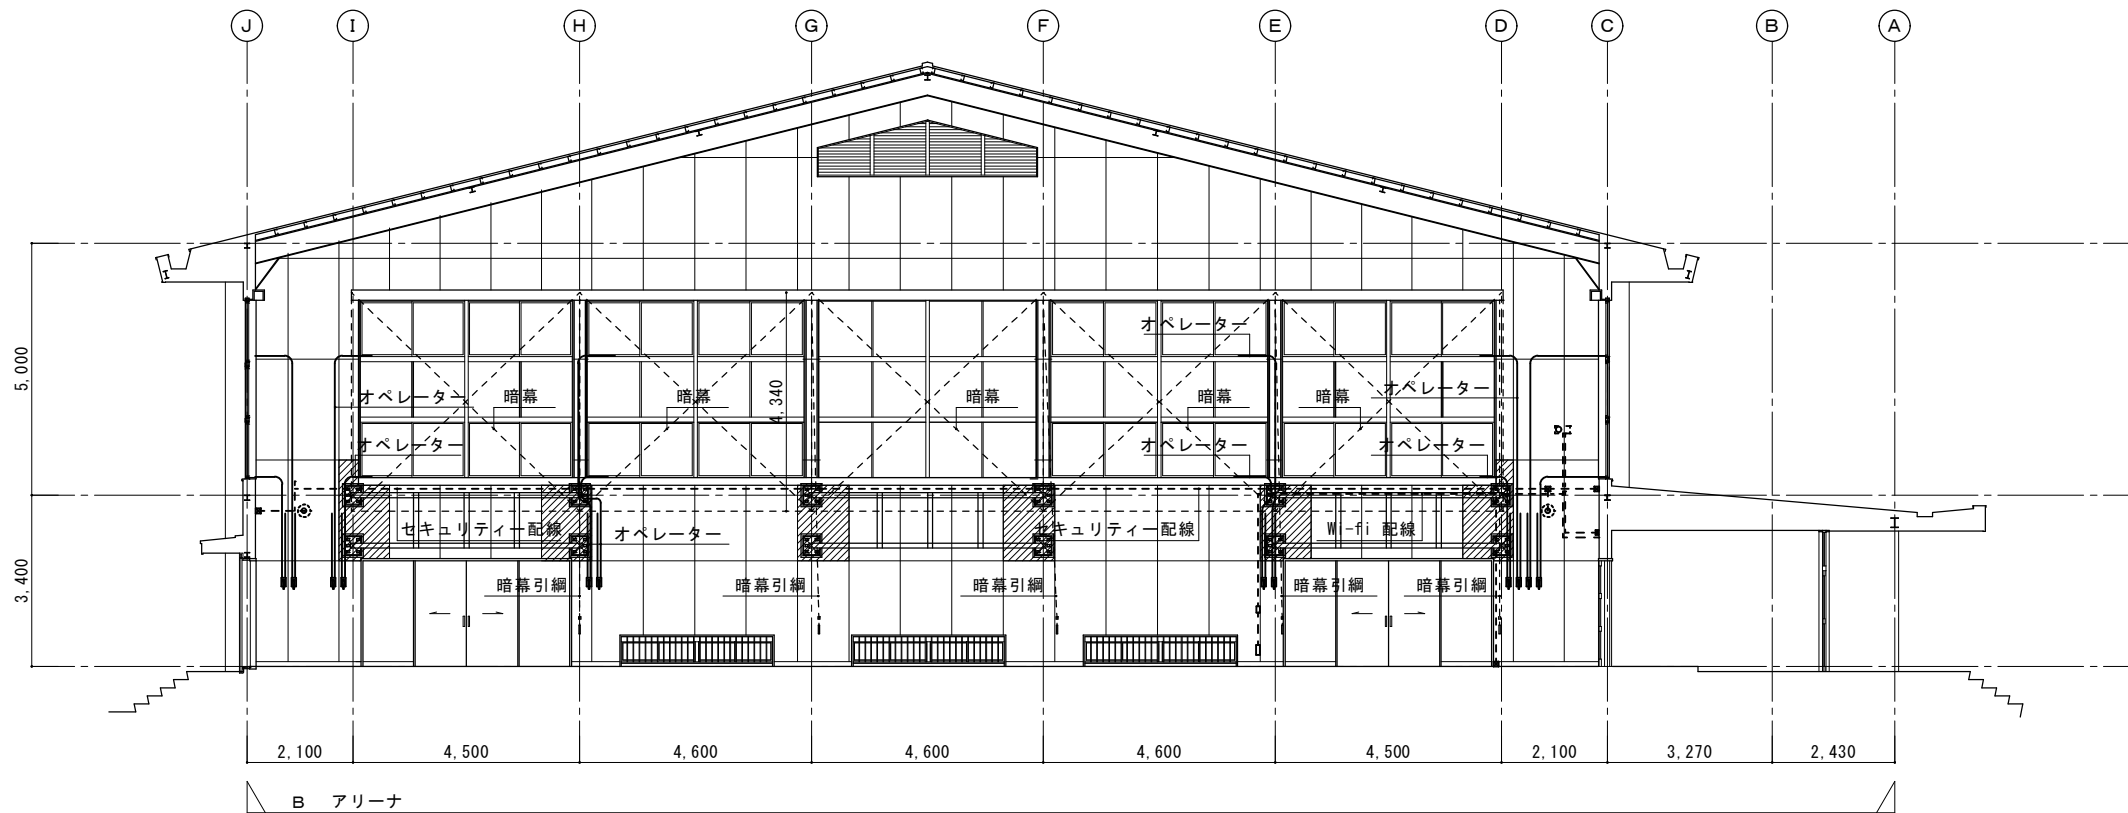 J I H G F E D C B A
オペレーター
オペレーター 暗幕 暗幕 暗幕 暗幕 暗幕 オペレーター
5,000
4,340
オペレーター オペレーター オペレーター
セキュリティー配線 オペレーター セキュリティー配線 Wi-fi 配線
3,400
暗幕引綱 暗幕引綱 暗幕引綱 暗幕引綱 暗幕引綱
2,100 4,500 4,600 4,600 4,600 4,500 2,100 3,270 2,430
B アリーナ